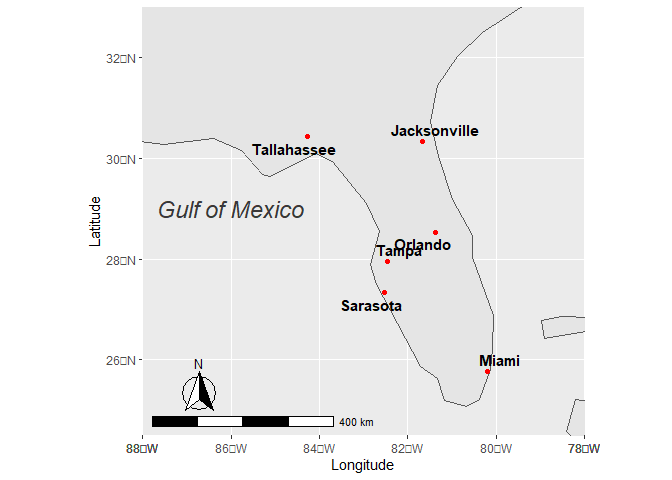 32□N
Jacksonville
30□N
Tallahassee
Gulf of Mexico
Latitude
Orlando
28□N
Tampa
Sarasota
26□N
Miami
N
400 km
88□W
86□W
84□W
82□W
80□W
78□W
Longitude